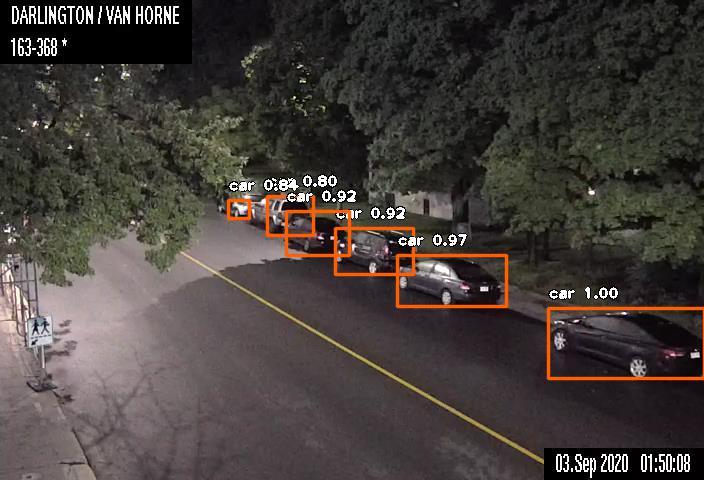 DARLINGTON / VAN HORNE
163-368 *
car 0.84
0.80
car 0.92
car 0.92
car 0.97
car 1.00
03.Sep 2020 01:50:08